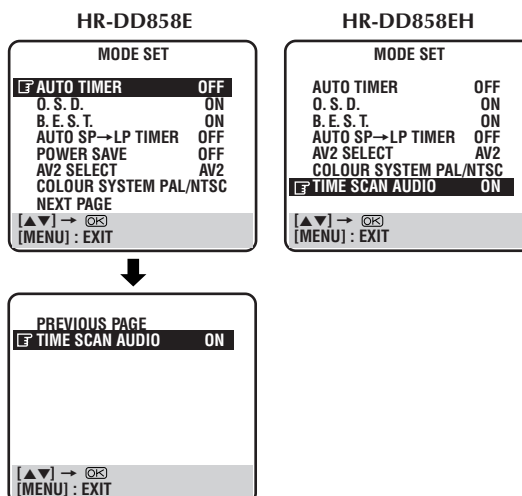 HR-DD858E
MODE SET
AUTO TIMER OFF
O. S. D. ON
B. E. S. T. ON
AUTO SP→LP TIMER OFF
POWER SAVE OFF
AV2 SELECT AV2
COLOUR SYSTEM PAL/NTSC
NEXT PAGE
[▲▼] → OK
[MENU] : EXIT
PREVIOUS PAGE
TIME SCAN AUDIO ON
[▲▼] → OK
[MENU] : EXIT
HR-DD858EH
MODE SET
AUTO TIMER OFF
O. S. D. ON
B. E. S. T. ON
AUTO SP→LP TIMER OFF
AV2 SELECT AV2
COLOUR SYSTEM PAL/NTSC
TIME SCAN AUDIO ON
[▲▼] → OK
[MENU] : EXIT